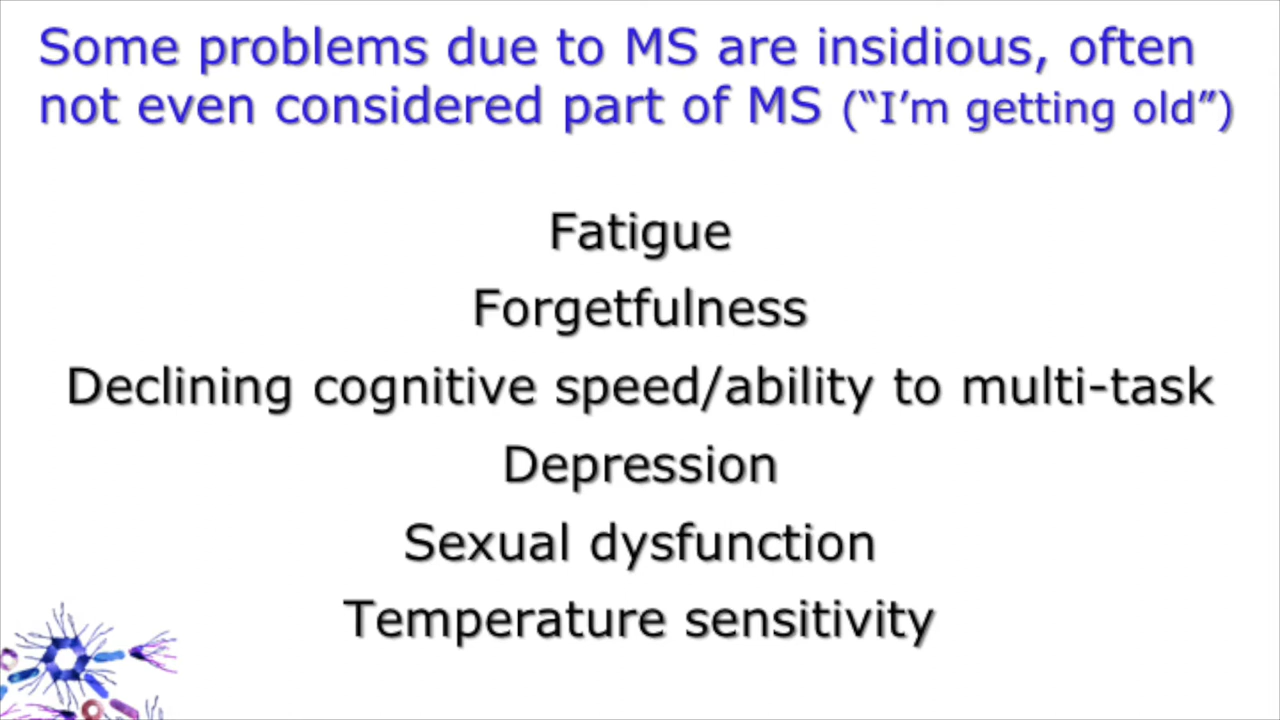 Some problems due to MS are insidious, often
not even considered part of MS (“I’m getting old”)
Fatigue
Forgetfulness
Declining cognitive speed/ability to multi-task
Depression
Sexual dysfunction
Temperature sensitivity